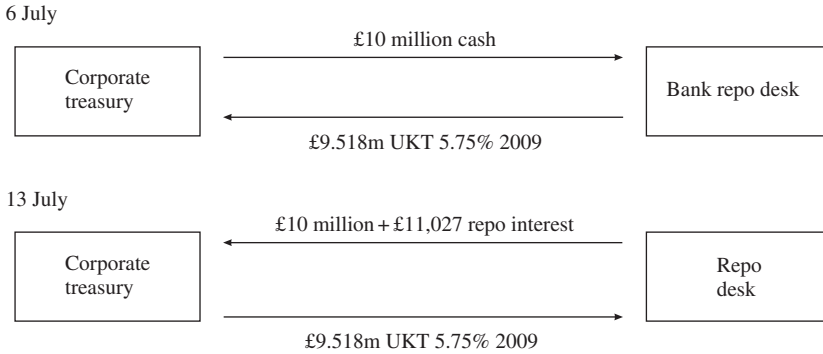 6 July
£10 million cash
Corporate
treasury
Bank repo desk
£9.518m UKT 5.75% 2009
13 July
£10 million + £11,027 repo interest
Corporate
treasury
Repo
desk
£9.518m UKT 5.75% 2009